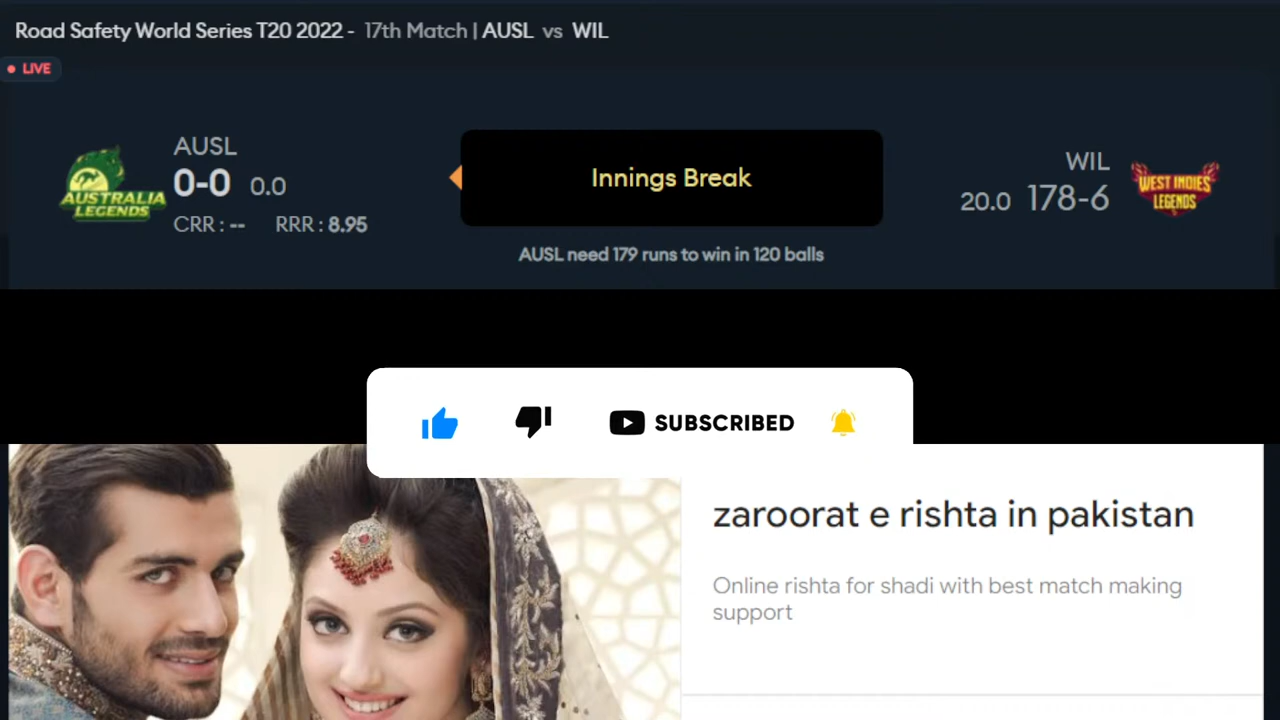 Road Safety World Series T20 2022 - 17th Match | AUSL vs WIL
LIVE
AUSL
0-0 0.0
CRR : -- RRR : 8.95
AUSTRALIA
LEGENDS
Innings Break
AUSL need 179 runs to win in 120 balls
WIL
20.0 178-6
WEST INDIES
LEGENDS
SUBSCRIBED
zaroorat e rishta in pakistan
Online rishta for shadi with best match making
support